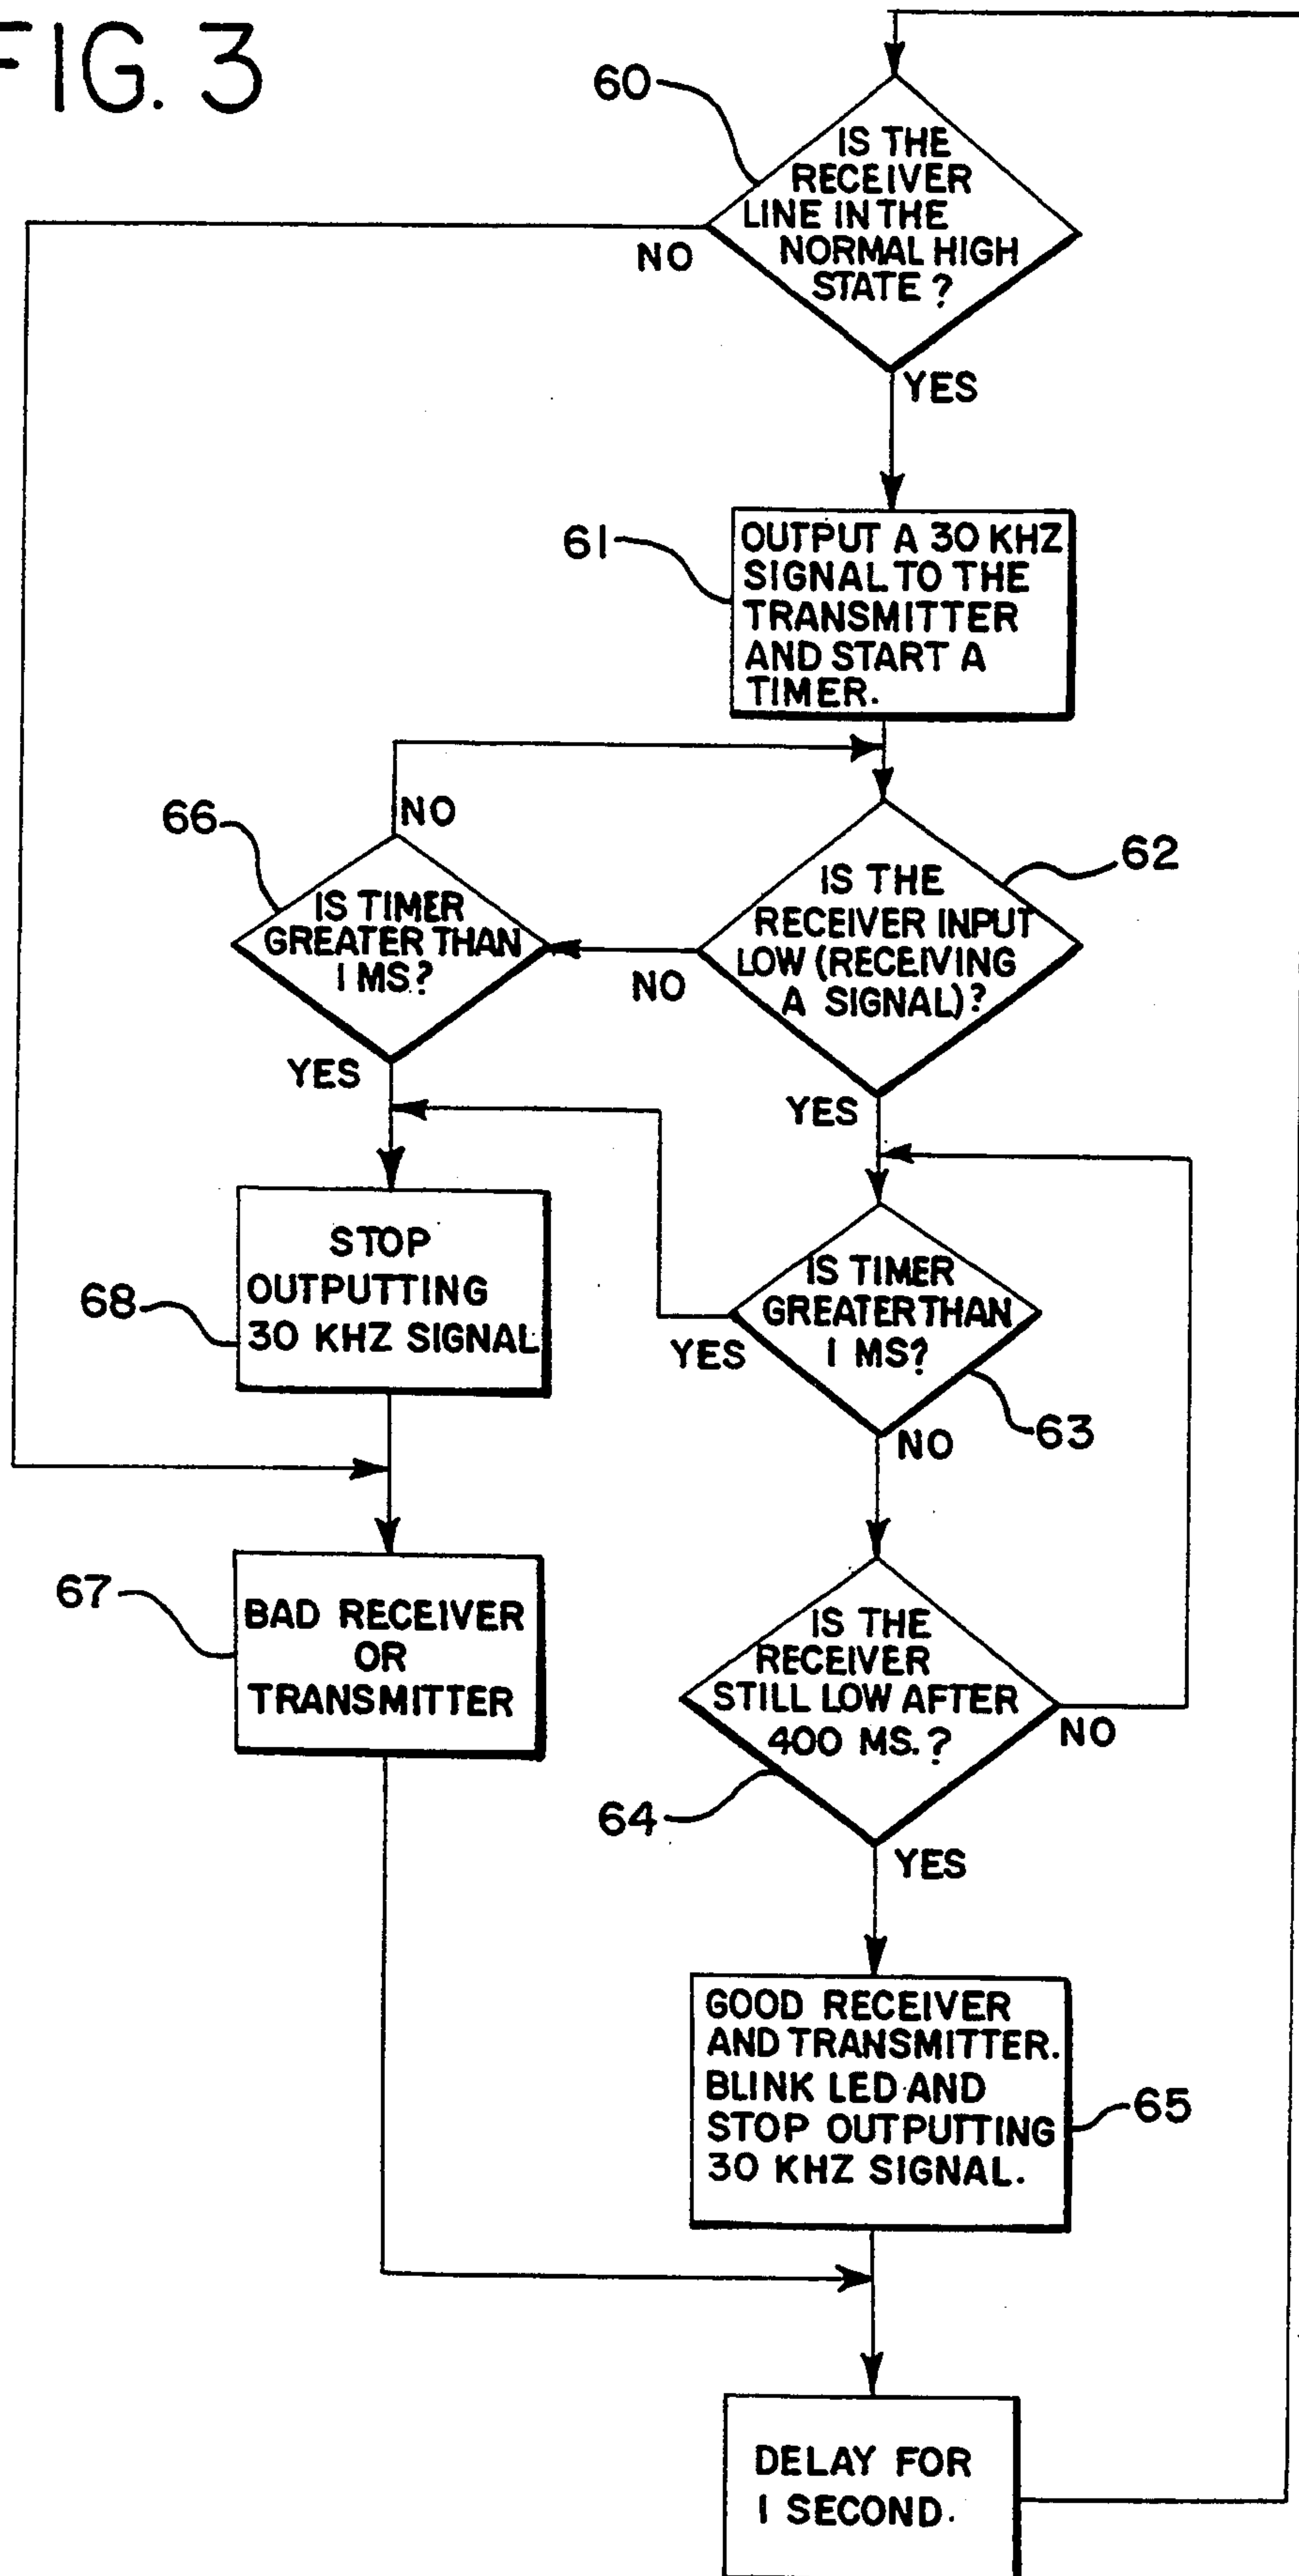 FIG. 3
60
IS THE
RECEIVER
LINE IN THE
NORMAL HIGH
STATE ?
NO
YES
61
OUTPUT A 30 KHZ
SIGNAL TO THE
TRANSMITTER
AND START A
TIMER.
66
NO
IS TIMER
GREATER THAN
1 MS?
YES
62
IS THE
RECEIVER INPUT
LOW (RECEIVING
A SIGNAL)?
NO
YES
68
STOP
OUTPUTTING
30 KHZ SIGNAL
IS TIMER
GREATER THAN
1 MS?
YES
63
NO
67
BAD RECEIVER
OR
TRANSMITTER
IS THE
RECEIVER
STILL LOW AFTER
400 MS.?
NO
64
YES
GOOD RECEIVER
AND TRANSMITTER.
BLINK LED AND
STOP OUTPUTTING
30 KHZ SIGNAL.
65
DELAY FOR
1 SECOND.